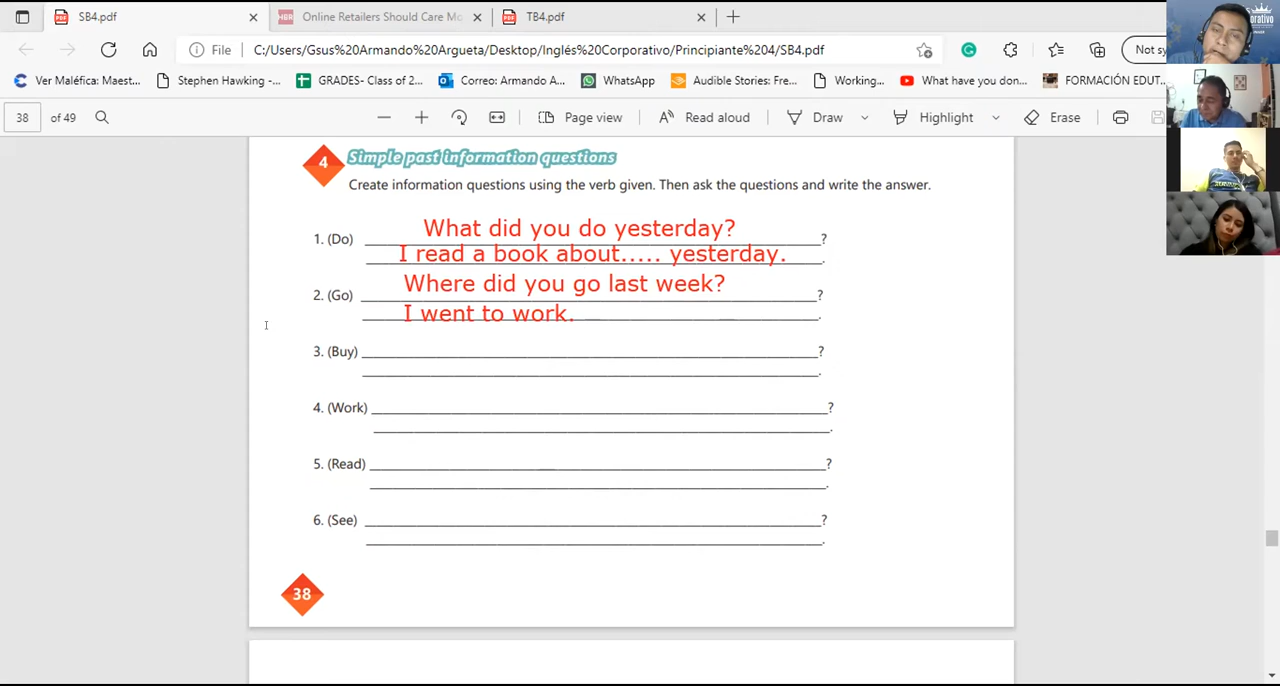 SB4.pdf
Online Retailers Should Care Mo
TB4.pdf
File
C:/Users/Gsus%20Armando%20Argueta/Desktop/Inglés%20Corporativo/Principiante%204/SB4.pdf
Not sy
Ver Maléfica: Maest...
Stephen Hawking -...
GRADES- Class of 2...
Correo: Armando A...
WhatsApp
Audible Stories: Fre...
Working...
What have you don...
FORMACIÓN EDUT...
38 of 49
Page view
Read aloud
Draw
Highlight
Erase
4 Simple past information questions
Create information questions using the verb given. Then ask the questions and write the answer.
What did you do yesterday?
1. (Do) ?
I read a book about..... yesterday.
Where did you go last week?
2. (Go) ?
I went to work.
3. (Buy) ?
4. (Work) ?
5. (Read) ?
6. (See) ?
38